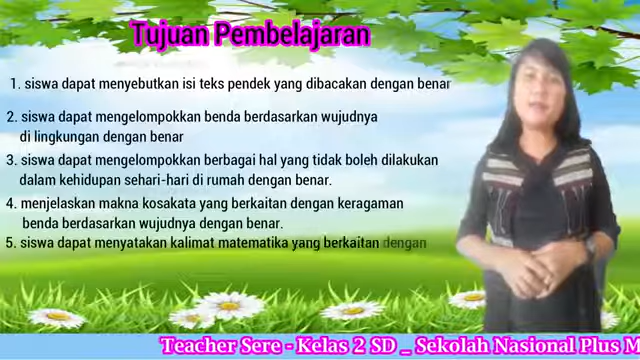 Tujuan Pembelajaran
1. siswa dapat menyebutkan isi teks pendek yang dibacakan dengan benar
2. siswa dapat mengelompokkan benda berdasarkan wujudnya
di lingkungan dengan benar
3. siswa dapat mengelompokkan berbagai hal yang tidak boleh dilakukan
dalam kehidupan sehari-hari di rumah dengan benar.
4. menjelaskan makna kosakata yang berkaitan dengan keragaman
benda berdasarkan wujudnya dengan benar.
5. siswa dapat menyatakan kalimat matematika yang berkaitan dengan
Teacher Sere - Kelas 2 SD _ Sekolah Nasional Plus M